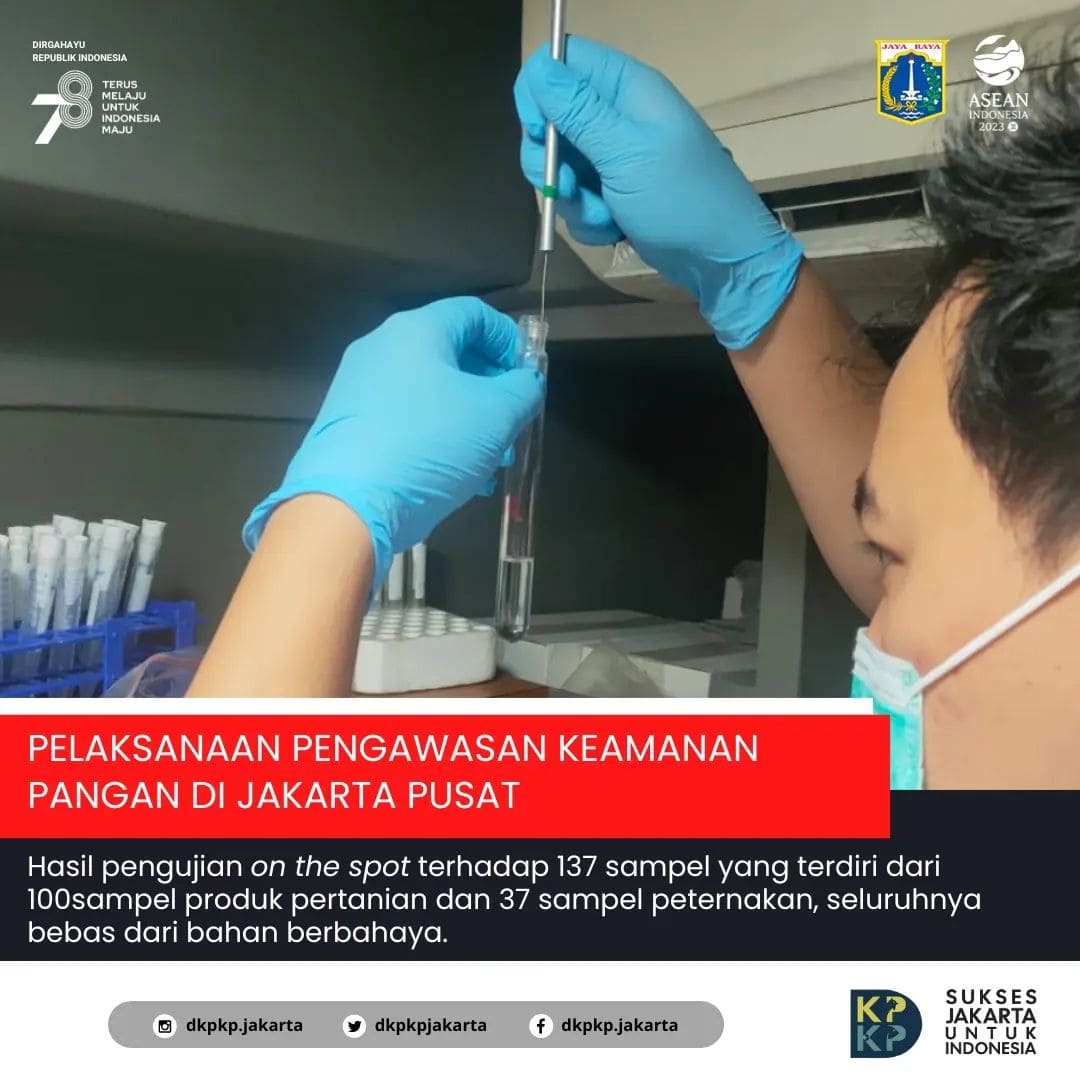 DIRGAHAYU
REPUBLIK INDONESIA
78
TERUS
MELAJU
UNTUK
INDONESIA
MAJU
JAYA RAYA
ASEAN
INDONESIA
2023
PELAKSANAAN PENGAWASAN KEAMANAN
PANGAN DI JAKARTA PUSAT
Hasil pengujian on the spot terhadap 137 sampel yang terdiri dari
100sampel produk pertanian dan 37 sampel peternakan, seluruhnya
bebas dari bahan berbahaya.
dkpkp.jakarta
dkpkpjakarta
dkpkp.jakarta
KP
KP
SUKSES
JAKARTA
UNTUK
INDONESIA